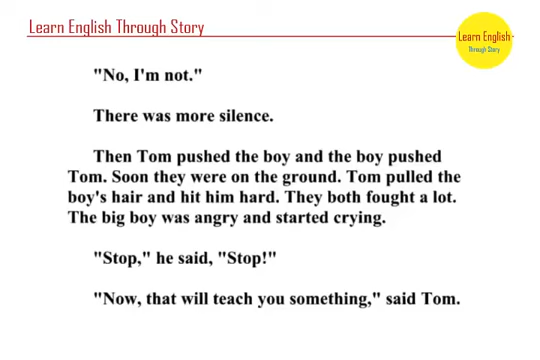 Learn English Through Story
Learn English
Through Story
"No, I'm not."
There was more silence.
Then Tom pushed the boy and the boy pushed
Tom. Soon they were on the ground. Tom pulled the
boy's hair and hit him hard. They both fought a lot.
The big boy was angry and started crying.
"Stop," he said, "Stop!"
"Now, that will teach you something," said Tom.